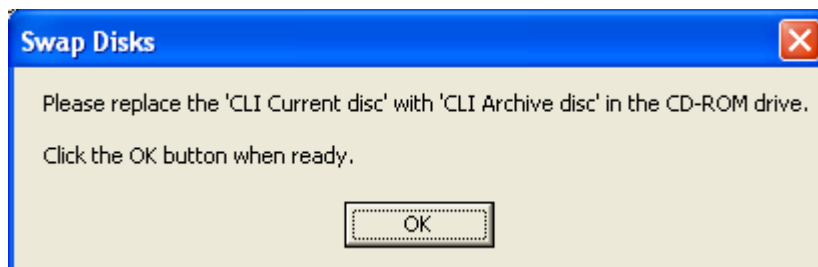 Swap Disks
Please replace the 'CLI Current disc' with 'CLI Archive disc' in the CD-ROM drive.
Click the OK button when ready.
OK